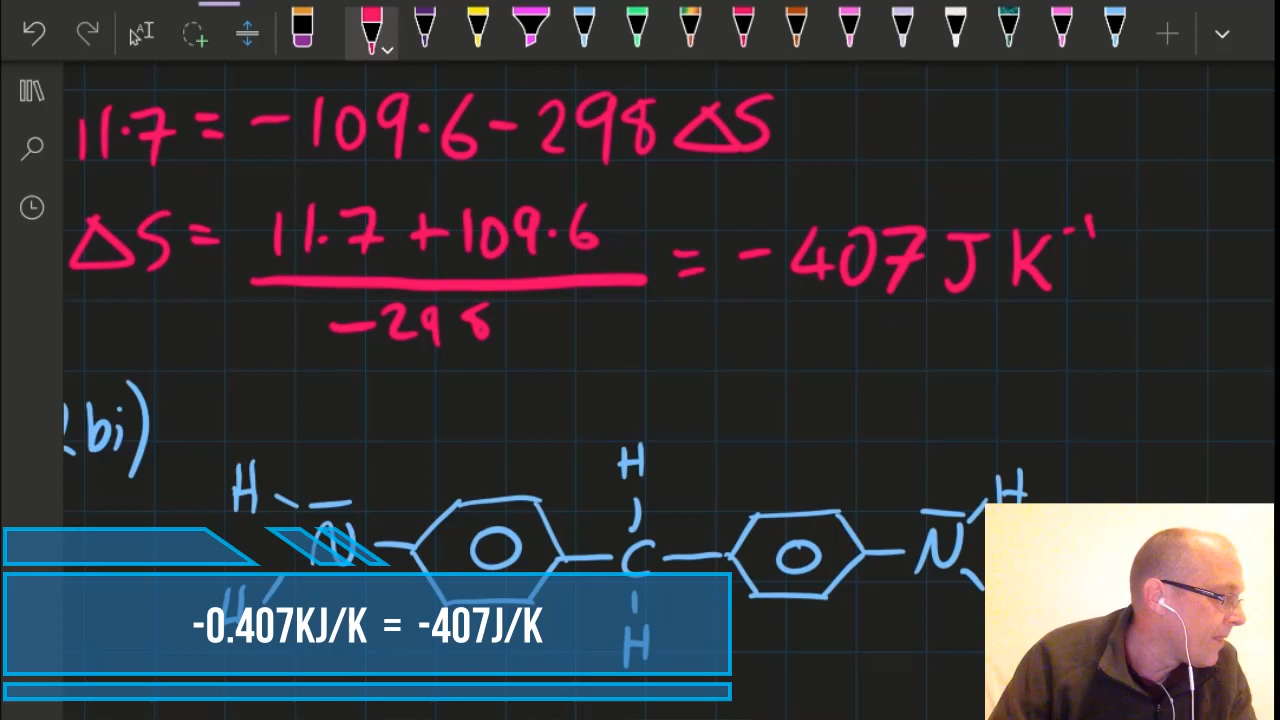 11.7 = -109.6 - 298 ΔS
ΔS = 11.7 + 109.6 / -298 = -407 J K⁻¹
(bi)
H H H
N C N
H H
-0.407KJ/K = -407J/K